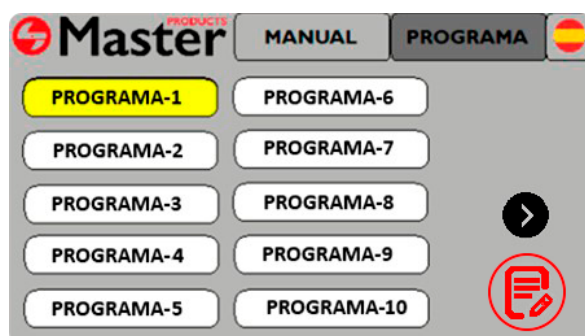 Master PRODUCTS
MANUAL
PROGRAMA
PROGRAMA-1
PROGRAMA-6
PROGRAMA-2
PROGRAMA-7
PROGRAMA-3
PROGRAMA-8
PROGRAMA-4
PROGRAMA-9
PROGRAMA-5
PROGRAMA-10